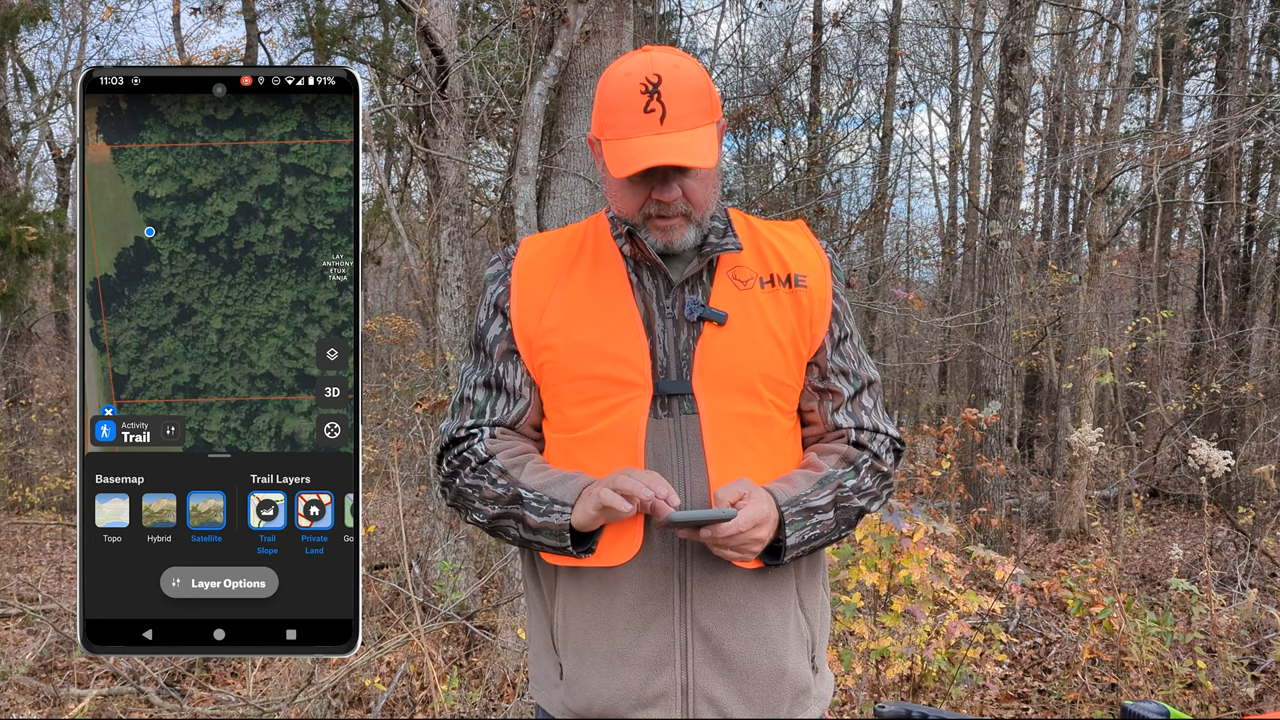 11:03
91%
LAY
ANTHONY
ETUX
TANJA
3D
Activity
Trail
Basemap
Trail Layers
Topo
Hybrid
Satellite
Trail
Slope
Private
Land
Go
Layer Options
HME